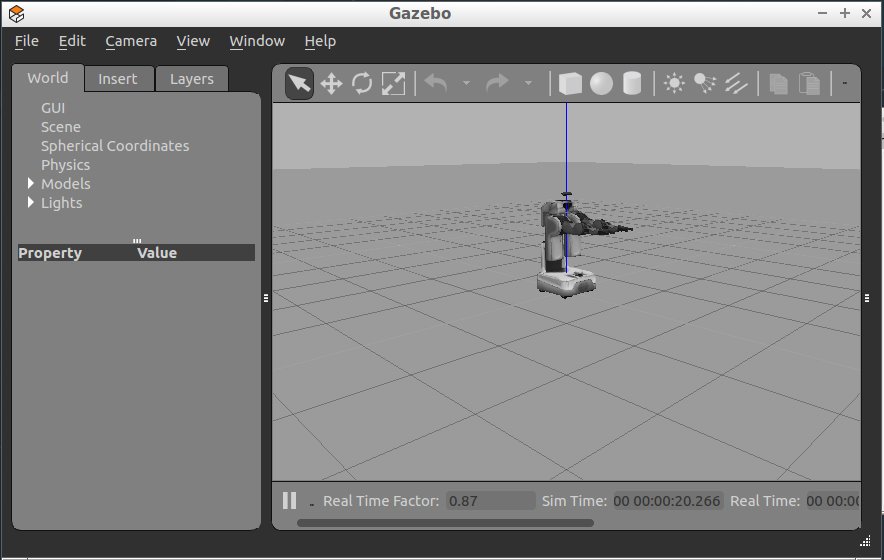 Gazebo
File Edit Camera View Window Help
World Insert Layers
GUI
Scene
Spherical Coordinates
Physics
Models
Lights
Property Value
Real Time Factor: 0.87 Sim Time: 00 00:00:20.266 Real Time: 00 00:00